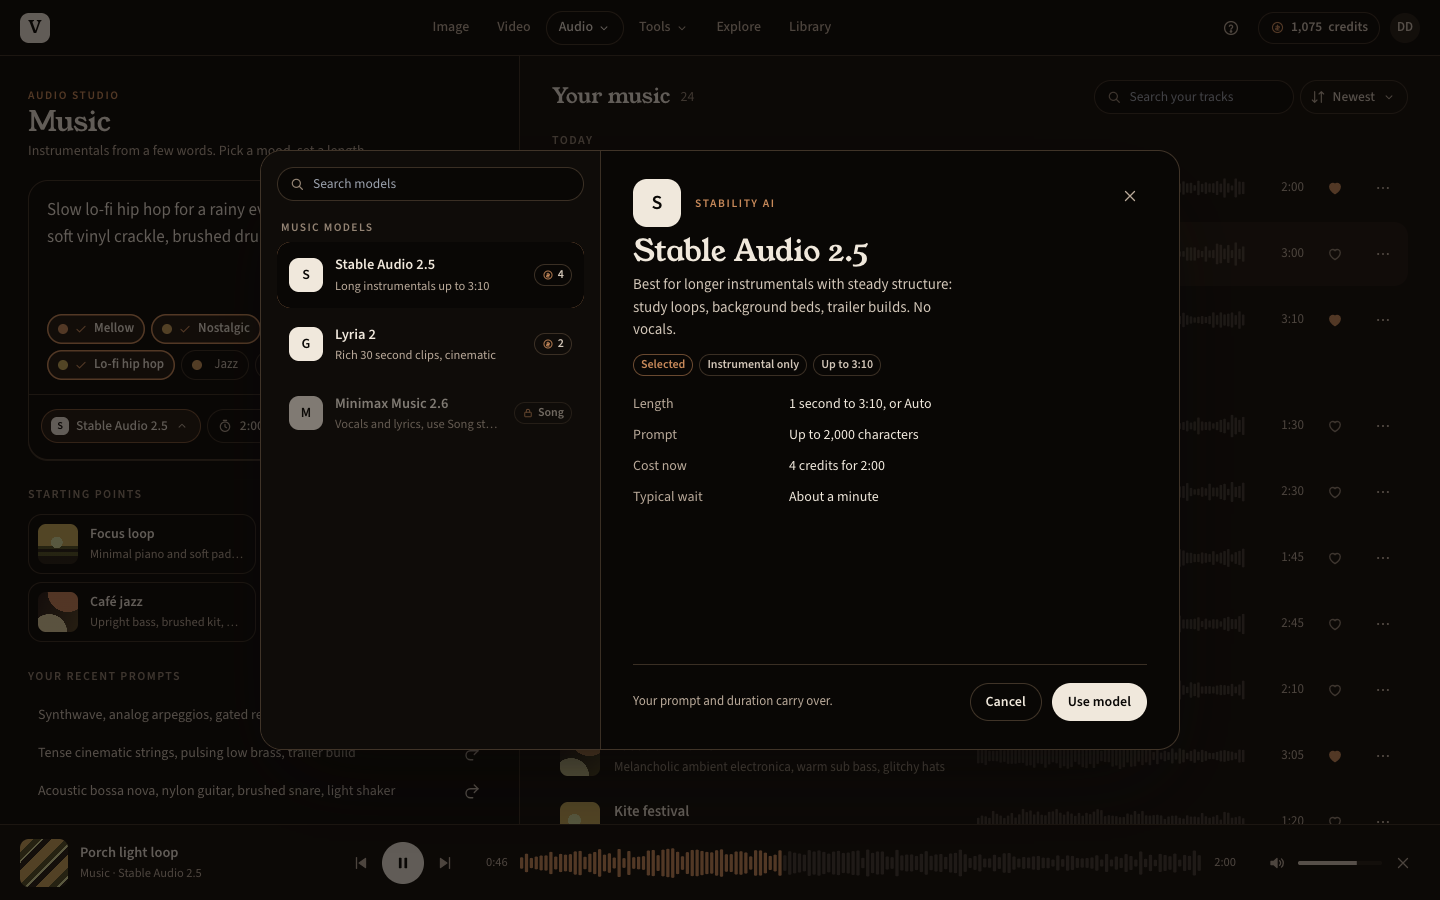 V
Image
Video
Audio
Tools
Explore
Library
1,075 credits
DD
AUDIO STUDIO
Music
Instrumentals from a few words. Pick a mood, set a length.
Slow lo-fi hip hop for a rainy
soft vinyl crackle, brushed
Mellow
Nostalgic
Lo-fi hip hop
Jazz
S
Stable Audio 2.5
2:00
STARTING POINTS
Focus loop
Minimal piano and soft pad…
Café jazz
Upright bass, brushed kit, …
YOUR RECENT PROMPTS
Synthwave, analog arpeggios, gated
Tense cinematic strings, pulsing low brass, trailer build
Acoustic bossa nova, nylon guitar, brushed snare, light shaker
Your music 24
Search your tracks
Newest
TODAY
2:00
3:00
3:10
1:30
2:30
1:45
2:45
2:10
3:05
Melancholic ambient electronica, warm sub bass, glitchy hats
Kite festival
1:20
Search models
MUSIC MODELS
S
Stable Audio 2.5
Long instrumentals up to 3:10
4
G
Lyria 2
Rich 30 second clips, cinematic
2
M
Minimax Music 2.6
Vocals and lyrics, use Song st…
Song
S
STABILITY AI
Stable Audio 2.5
Best for longer instrumentals with steady structure:
study loops, background beds, trailer builds. No
vocals.
Selected
Instrumental only
Up to 3:10
Length
1 second to 3:10, or Auto
Prompt
Up to 2,000 characters
Cost now
4 credits for 2:00
Typical wait
About a minute
Your prompt and duration carry over.
Cancel
Use model
Porch light loop
Music · Stable Audio 2.5
0:46
2:00